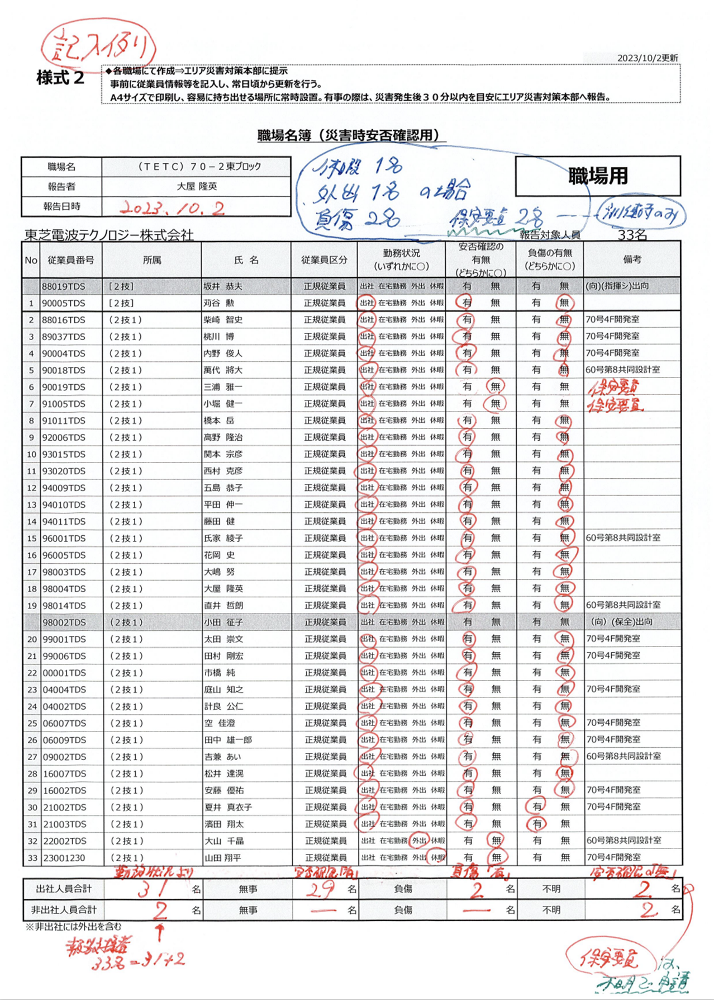 記入例
2023/10/2更新
様式２
◆各職場にて作成⇒エリア災害対策本部に提示
事前に従業員情報等を記入し、常日頃から更新を行う。
A4サイズで印刷し、容易に持ち出せる場所に常時設置。有事の際は、災害発生後３０分以内を目安にエリア災害対策本部へ報告。
職場名簿（災害時安否確認用）
職場名 （ＴＥＴＣ）７０－２東ブロック
報告者 大屋 隆英
報告日時 2023.10.2
休暇 1名
外出 1名 の場合
負傷 2名 保安要員 2名 ---- 訓練時のみ
職場用
東芝電波テクノロジー株式会社 報告対象人員 33名
No 従業員番号 所属 氏 名 従業員区分 勤務状況（いずれかに○） 安否確認の有無（どちらかに○） 負傷の有無（どちらかに○） 備考
88019TDS [２技] 坂井 恭夫 正規従業員 出社 在宅勤務 外出 休暇 有 無 有 無 (向)(指揮シ)出向
1 90005TDS [２技] 苅谷 勲 正規従業員 出社 在宅勤務 外出 休暇 有 無 有 無
2 88016TDS （２技１） 柴崎 智史 正規従業員 出社 在宅勤務 外出 休暇 有 無 有 無 70号4F開発室
3 89037TDS （２技１） 桃川 博 正規従業員 出社 在宅勤務 外出 休暇 有 無 有 無 70号4F開発室
4 90004TDS （２技１） 内野 俊人 正規従業員 出社 在宅勤務 外出 休暇 有 無 有 無 70号4F開発室
5 90018TDS （２技１） 萬代 將大 正規従業員 出社 在宅勤務 外出 休暇 有 無 有 無 60号第8共同設計室
6 90019TDS （２技１） 三浦 雅一 正規従業員 出社 在宅勤務 外出 休暇 有 無 有 無 保安要員
7 91005TDS （２技１） 小堀 健一 正規従業員 出社 在宅勤務 外出 休暇 有 無 有 無 保安要員
8 91011TDS （２技１） 橋本 岳 正規従業員 出社 在宅勤務 外出 休暇 有 無 有 無
9 92006TDS （２技１） 高野 隆治 正規従業員 出社 在宅勤務 外出 休暇 有 無 有 無
10 93015TDS （２技１） 関本 宗彦 正規従業員 出社 在宅勤務 外出 休暇 有 無 有 無
11 93020TDS （２技１） 西村 克彦 正規従業員 出社 在宅勤務 外出 休暇 有 無 有 無
12 94009TDS （２技１） 五島 恭子 正規従業員 出社 在宅勤務 外出 休暇 有 無 有 無
13 94010TDS （２技１） 平田 伸一 正規従業員 出社 在宅勤務 外出 休暇 有 無 有 無
14 94011TDS （２技１） 藤田 健 正規従業員 出社 在宅勤務 外出 休暇 有 無 有 無
15 96001TDS （２技１） 氏家 綾子 正規従業員 出社 在宅勤務 外出 休暇 有 無 有 無 60号第8共同設計室
16 96005TDS （２技１） 花岡 史 正規従業員 出社 在宅勤務 外出 休暇 有 無 有 無
17 98003TDS （２技１） 大嶋 努 正規従業員 出社 在宅勤務 外出 休暇 有 無 有 無
18 98004TDS （２技１） 大屋 隆英 正規従業員 出社 在宅勤務 外出 休暇 有 無 有 無
19 98014TDS （２技１） 直井 哲朗 正規従業員 出社 在宅勤務 外出 休暇 有 無 有 無 60号第8共同設計室
98002TDS （２技１） 小田 征子 正規従業員 出社 在宅勤務 外出 休暇 有 無 有 無 （向）(保全)出向
20 99001TDS （２技１） 太田 崇文 正規従業員 出社 在宅勤務 外出 休暇 有 無 有 無 70号4F開発室
21 99006TDS （２技１） 田村 剛宏 正規従業員 出社 在宅勤務 外出 休暇 有 無 有 無 70号4F開発室
22 00001TDS （２技１） 市橋 純 正規従業員 出社 在宅勤務 外出 休暇 有 無 有 無
23 04004TDS （２技１） 庭山 知之 正規従業員 出社 在宅勤務 外出 休暇 有 無 有 無 70号4F開発室
24 04002TDS （２技１） 計良 公仁 正規従業員 出社 在宅勤務 外出 休暇 有 無 有 無
25 06007TDS （２技１） 空 佳澄 正規従業員 出社 在宅勤務 外出 休暇 有 無 有 無 70号4F開発室
26 06009TDS （２技１） 田中 雄一郎 正規従業員 出社 在宅勤務 外出 休暇 有 無 有 無 70号4F開発室
27 09002TDS （２技１） 吉兼 あい 正規従業員 出社 在宅勤務 外出 休暇 有 無 有 無 60号第8共同設計室
28 16007TDS （２技１） 松井 達滉 正規従業員 出社 在宅勤務 外出 休暇 有 無 有 無
29 16002TDS （２技１） 安藤 優祐 正規従業員 出社 在宅勤務 外出 休暇 有 無 有 無 70号4F開発室
30 21002TDS （２技１） 夏井 真衣子 正規従業員 出社 在宅勤務 外出 休暇 有 無 有 無 70号4F開発室
31 21003TDS （２技１） 濱田 翔太 正規従業員 出社 在宅勤務 外出 休暇 有 無 有 無
32 22002TDS （２技１） 大山 千晶 正規従業員 出社 在宅勤務 外出 休暇 有 無 有 無 60号第8共同設計室
33 23001230 （２技１） 山田 翔平 正規従業員 出社 在宅勤務 外出 休暇 有 無 有 無 70号4F開発室
勤務状況より 安否確認「有」 負傷「有」 安否確認の「無」
出社人員合計 31 名 無事 29 名 負傷 2 名 不明 2 名
非出社人員合計 2 名 無事 ー 名 負傷 ー 名 不明 2 名
※非出社には外出を含む
報告対象者
33名=31+2
保安要員 は、
不明で申請